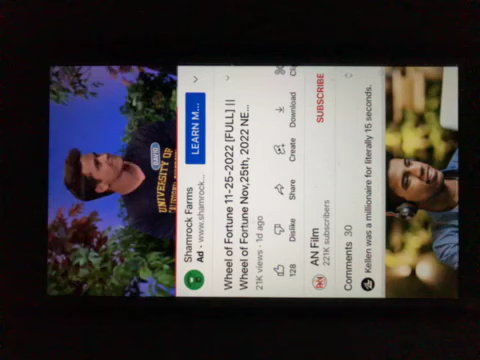 DAVID
UNIVERSITY OF
Shamrock Farms
Ad · www.shamrock...
LEARN M...
Wheel of Fortune 11-25-2022 [FULL] ||
Wheel of Fortune Nov,25th, 2022 NE...
21K views · 1d ago
128
Dislike
Share
Create
Download
Cli
AN Film
221K subscribers
SUBSCRIBE
Comments 30
Kellen was a millionaire for literally 15 seconds.